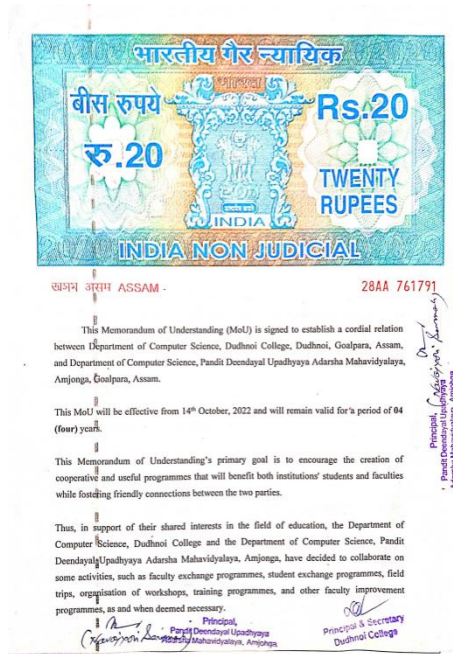 भारतीय गैर न्यायिक
भारत
बीस रुपये
Rs.20
रु.20
TWENTY
RUPEES
INDIA
INDIA NON JUDICIAL
অসম असम ASSAM -
28AA 761791
This Memorandum of Understanding (MoU) is signed to establish a cordial relation
between Department of Computer Science, Dudhnoi College, Dudhnoi, Goalpara, Assam,
and Department of Computer Science, Pandit Deendayal Upadhyaya Adarsha Mahavidyalaya,
Amjonga, Goalpara, Assam.
This MoU will be effective from 14th October, 2022 and will remain valid for a period of 04
(four) years.
This Memorandum of Understanding's primary goal is to encourage the creation of
cooperative and useful programmes that will benefit both institutions' students and faculties
while fostering friendly connections between the two parties.
Thus, in support of their shared interests in the field of education, the Department of
Computer Science, Dudhnoi College and the Department of Computer Science, Pandit
Deendayal Upadhyaya Adarsha Mahavidyalaya, Amjonga, have decided to collaborate on
some activities, such as faculty exchange programmes, student exchange programmes, field
trips, organisation of workshops, training programmes, and other faculty improvement
programmes, as and when deemed necessary.
Principal,
Pandit Deendayal Upadhyaya
Adarsha Mahavidyalaya, Amjonga
Principal & Secretary
Dudhnoi College
Principal,
Pandit Deendayal Upadhyaya
Adarsha Mahavidyalaya, Amjonga